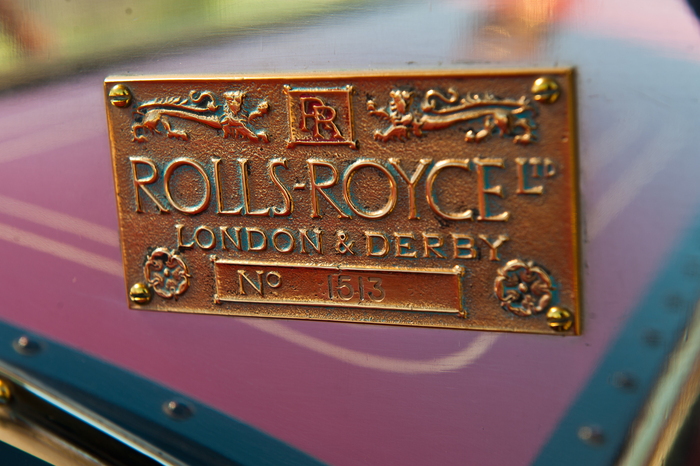 RR
ROLLS-ROYCE LTD
LONDON & DERBY
No 1513